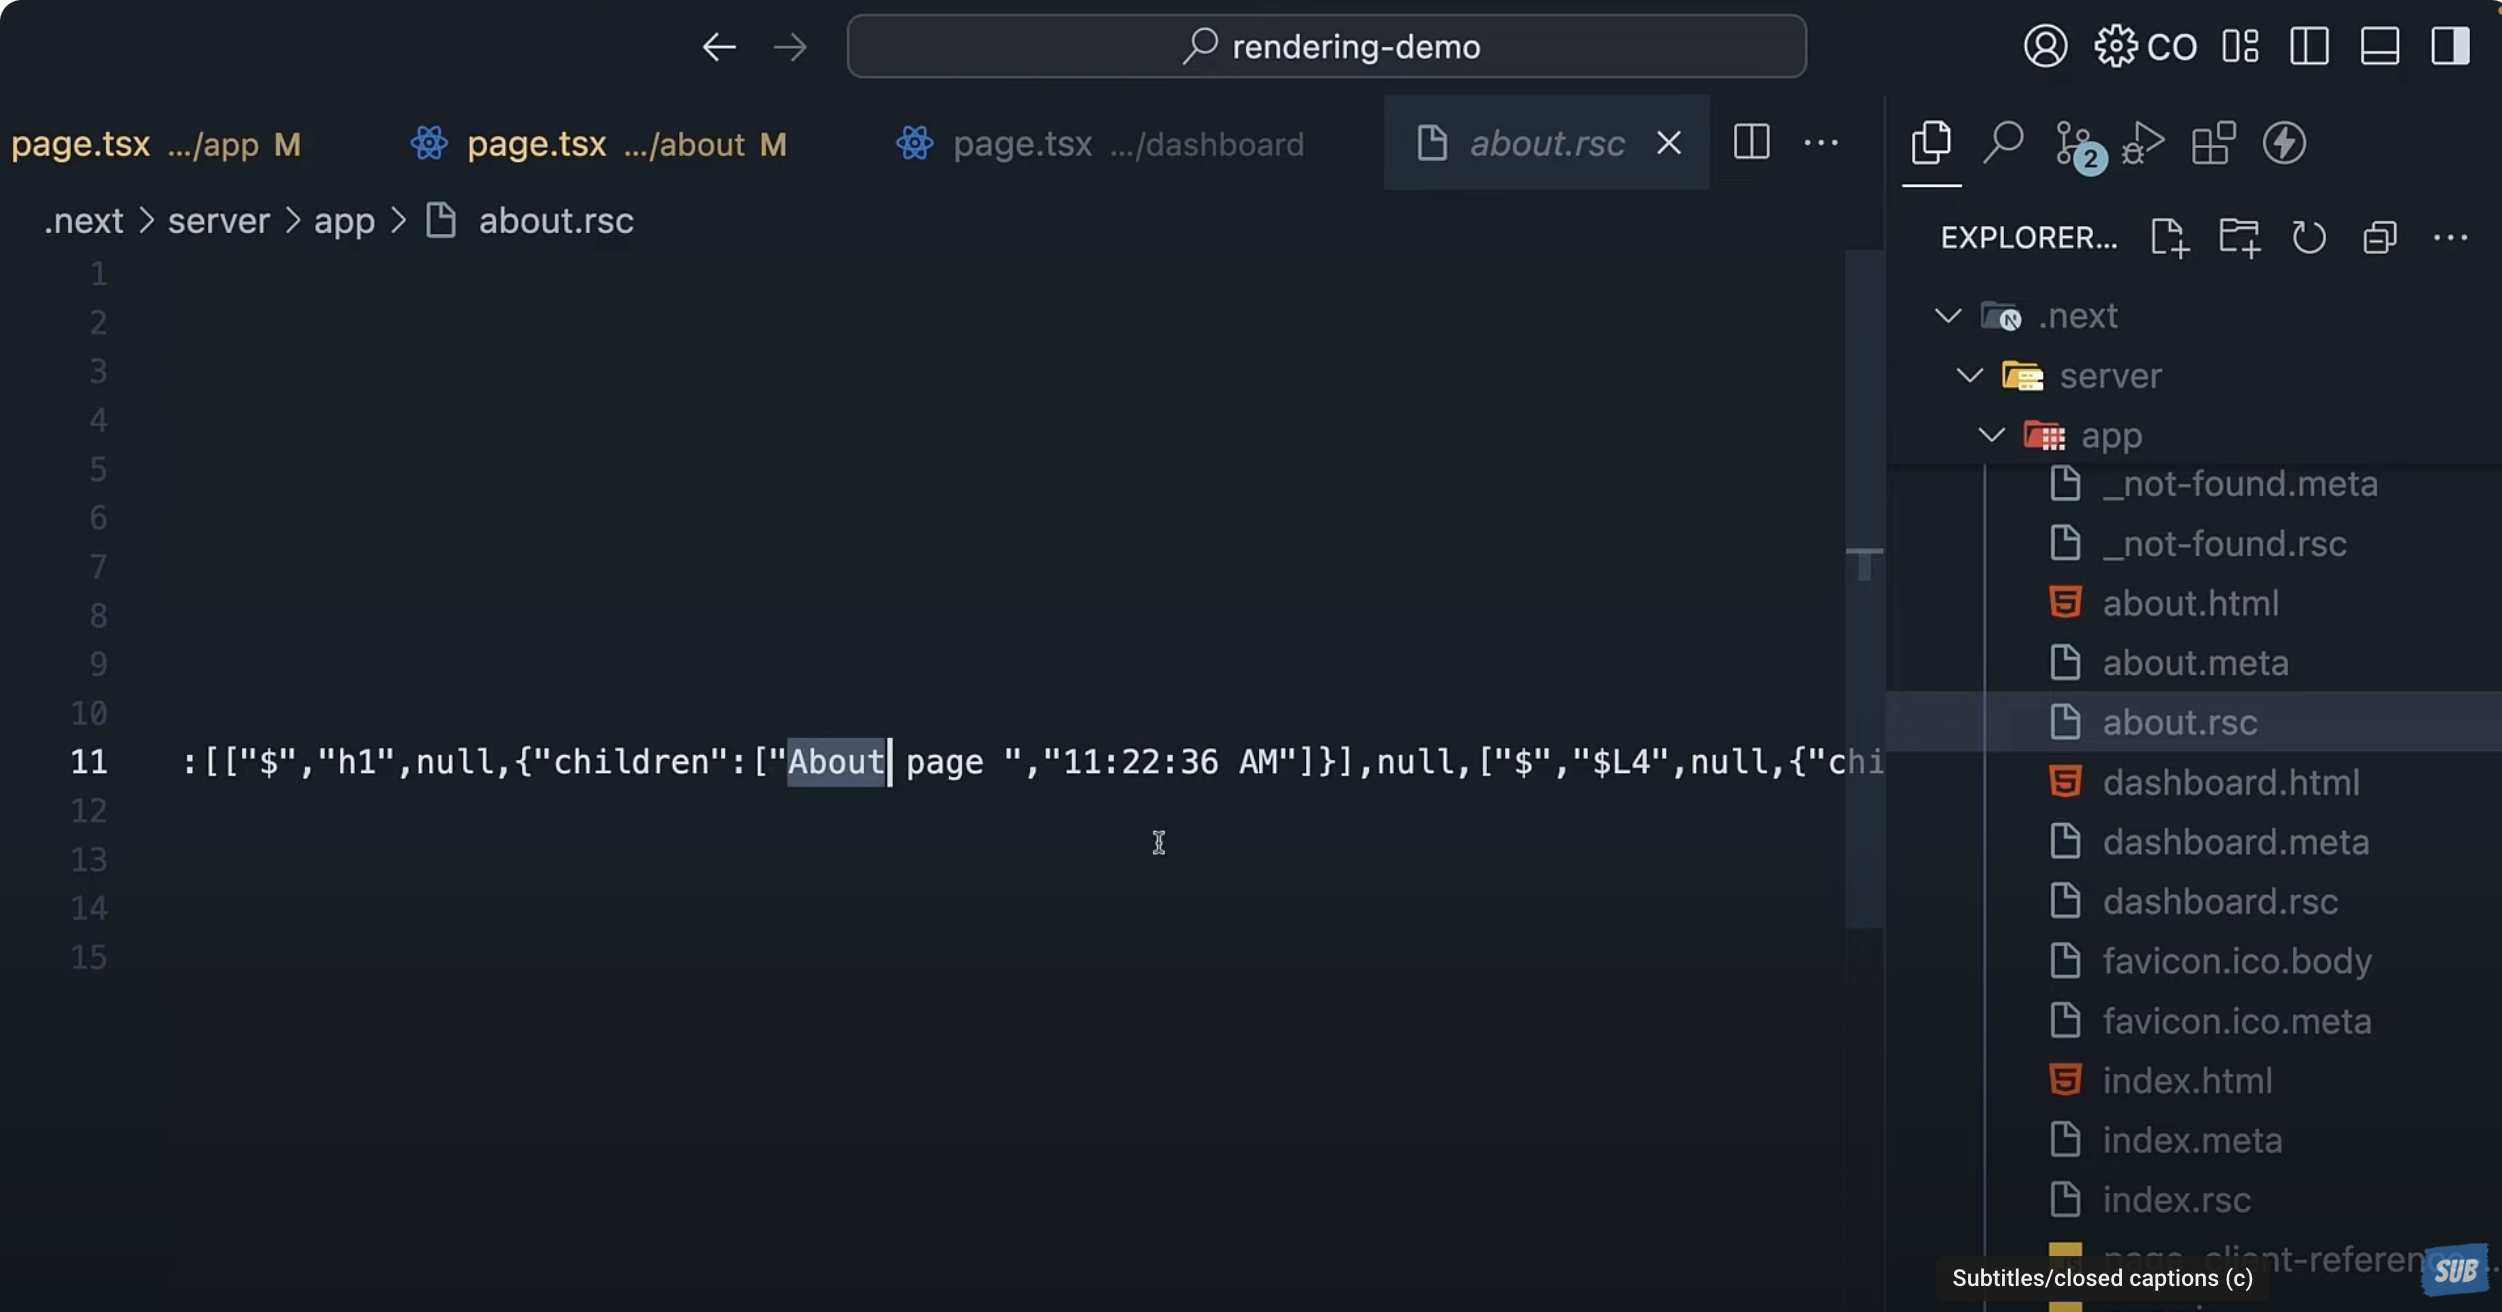 rendering-demo
CO
page.tsx .../app M
page.tsx .../about M
page.tsx .../dashboard
about.rsc
2
.next > server > app > about.rsc
EXPLORER...
1
2
3
4
5
6
7
8
9
10
11 :[["$","h1",null,{"children":["About page ","11:22:36 AM"]}],null,["$","$L4",null,{"chi
12
13
14
15
.next
server
app
_not-found.meta
_not-found.rsc
about.html
about.meta
about.rsc
dashboard.html
dashboard.meta
dashboard.rsc
favicon.ico.body
favicon.ico.meta
index.html
index.meta
index.rsc
Subtitles/closed captions (c)
SUB